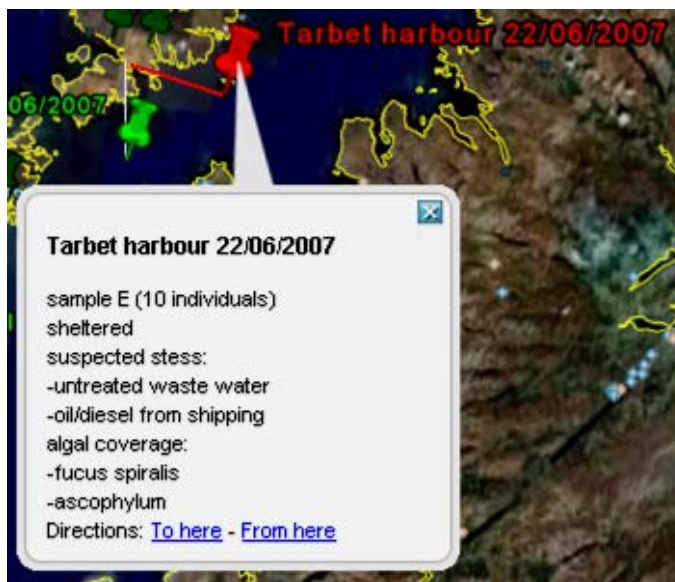 Tarbet harbour 22/06/2007
06/2007
Tarbet harbour 22/06/2007
sample E (10 individuals)
sheltered
suspected stess:
-untreated waste water
-oil/diesel from shipping
algal coverage:
-fucus spiralis
-ascophylum
Directions: To here - From here